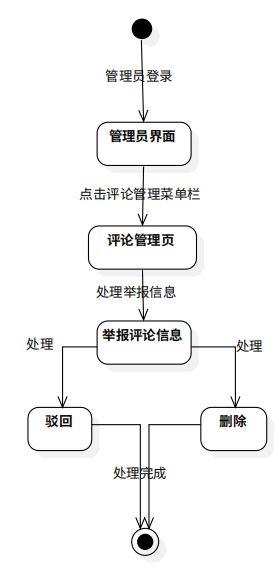 管理员登录
管理员界面
点击评论管理菜单栏
评论管理页
处理举报信息
举报评论信息
处理
处理
驳回
删除
处理完成